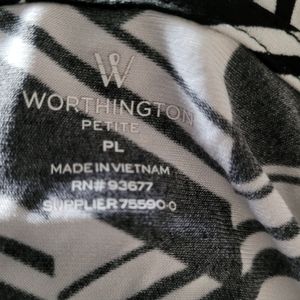 W
WORTHINGTON
PETITE
PL
MADE IN VIETNAM
RN# 93677
SUPPLIER 75590-0